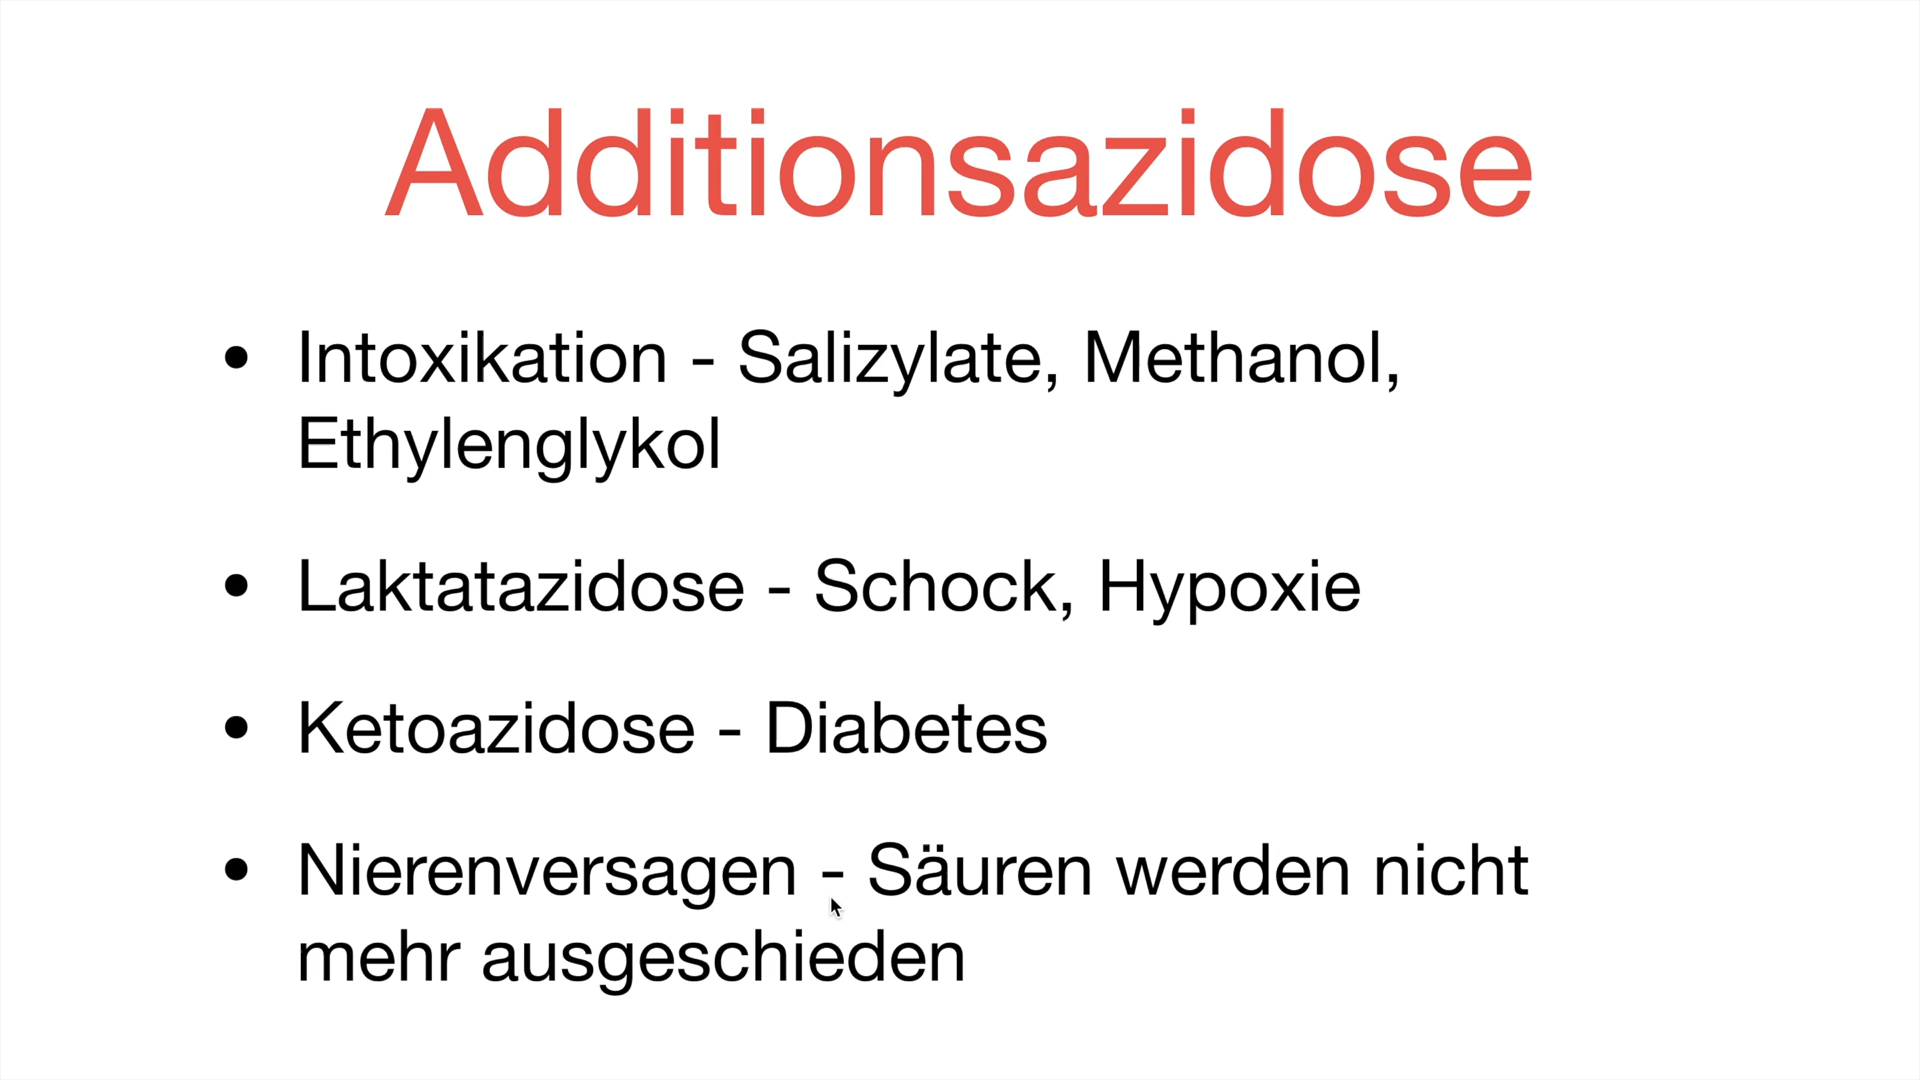 Additionsazidose
• Intoxikation - Salizylate, Methanol,
Ethylenglykol
• Laktatazidose - Schock, Hypoxie
• Ketoazidose - Diabetes
• Nierenversagen - Säuren werden nicht
mehr ausgeschieden